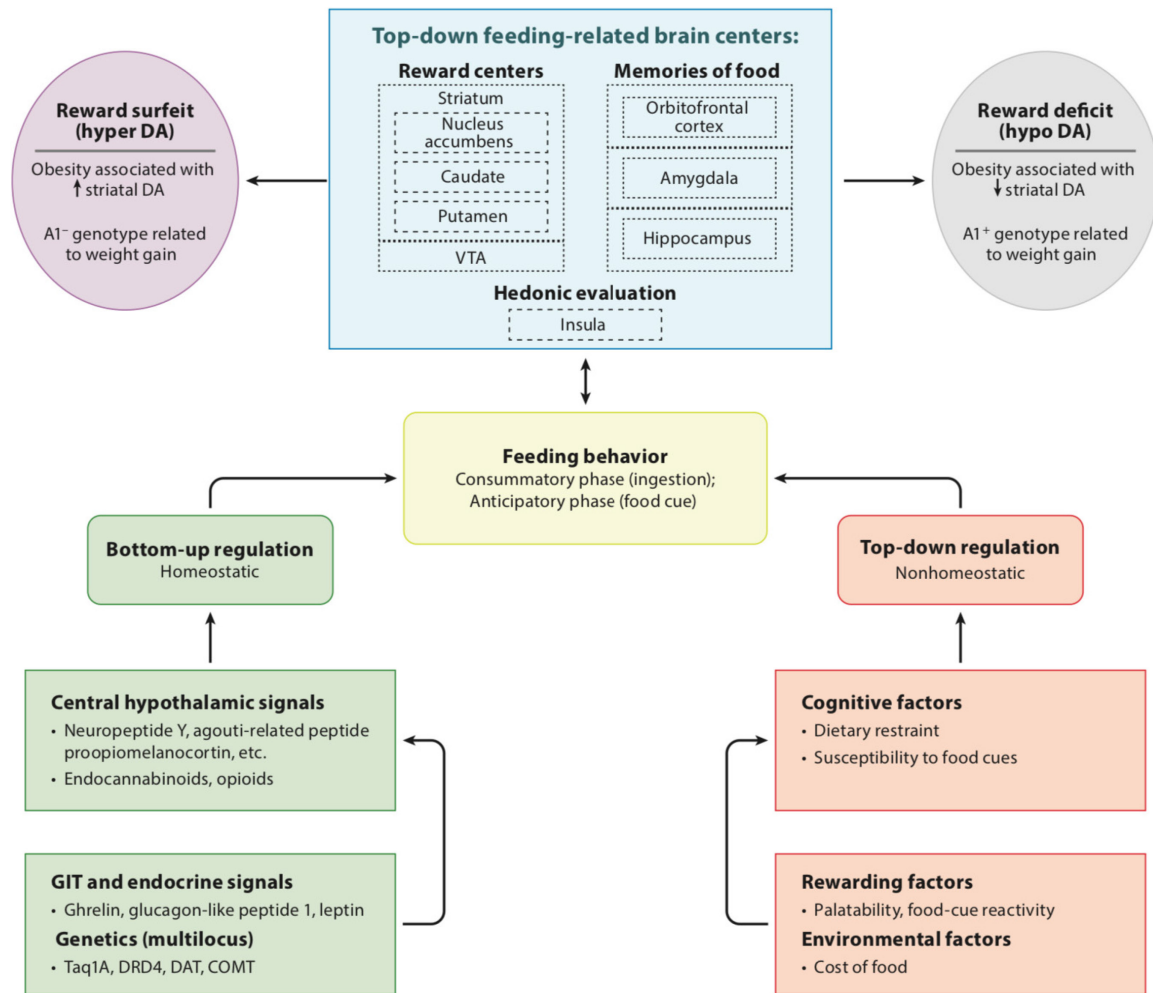 Top-down feeding-related brain centers:
Reward centers
Striatum
Nucleus
accumbens
Caudate
Putamen
VTA
Memories of food
Orbitofrontal
cortex
Amygdala
Hippocampus
Hedonic evaluation
Insula
Reward surfeit
(hyper DA)
Obesity associated with
↑ striatal DA
A1⁻ genotype related
to weight gain
Reward deficit
(hypo DA)
Obesity associated with
↓ striatal DA
A1⁺ genotype related
to weight gain
Feeding behavior
Consummatory phase (ingestion);
Anticipatory phase (food cue)
Bottom-up regulation
Homeostatic
Top-down regulation
Nonhomeostatic
Central hypothalamic signals
• Neuropeptide Y, agouti-related peptide
proopiomelanocortin, etc.
• Endocannabinoids, opioids
GIT and endocrine signals
• Ghrelin, glucagon-like peptide 1, leptin
Genetics (multilocus)
• Taq1A, DRD4, DAT, COMT
Cognitive factors
• Dietary restraint
• Susceptibility to food cues
Rewarding factors
• Palatability, food-cue reactivity
Environmental factors
• Cost of food